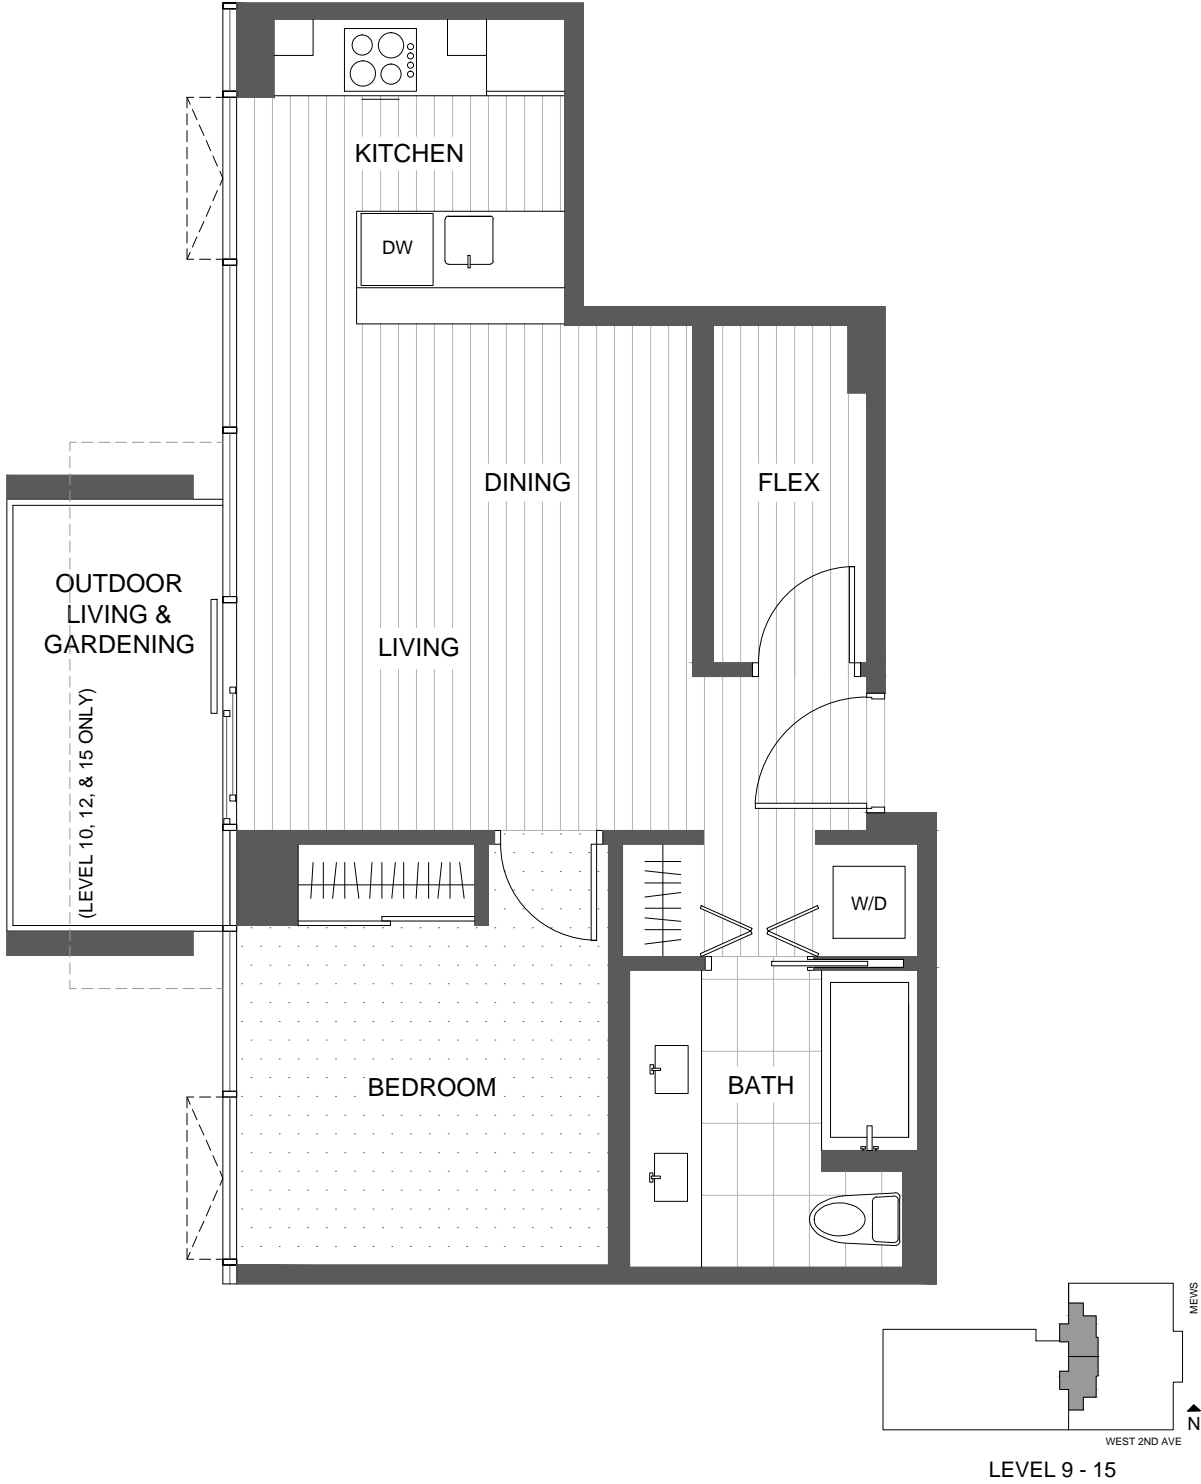 KITCHEN
DW
DINING
FLEX
OUTDOOR
LIVING &
GARDENING
LIVING
(LEVEL 10, 12, & 15 ONLY)
W/D
BEDROOM
BATH
MEWS
N
WEST 2ND AVE
LEVEL 9 - 15